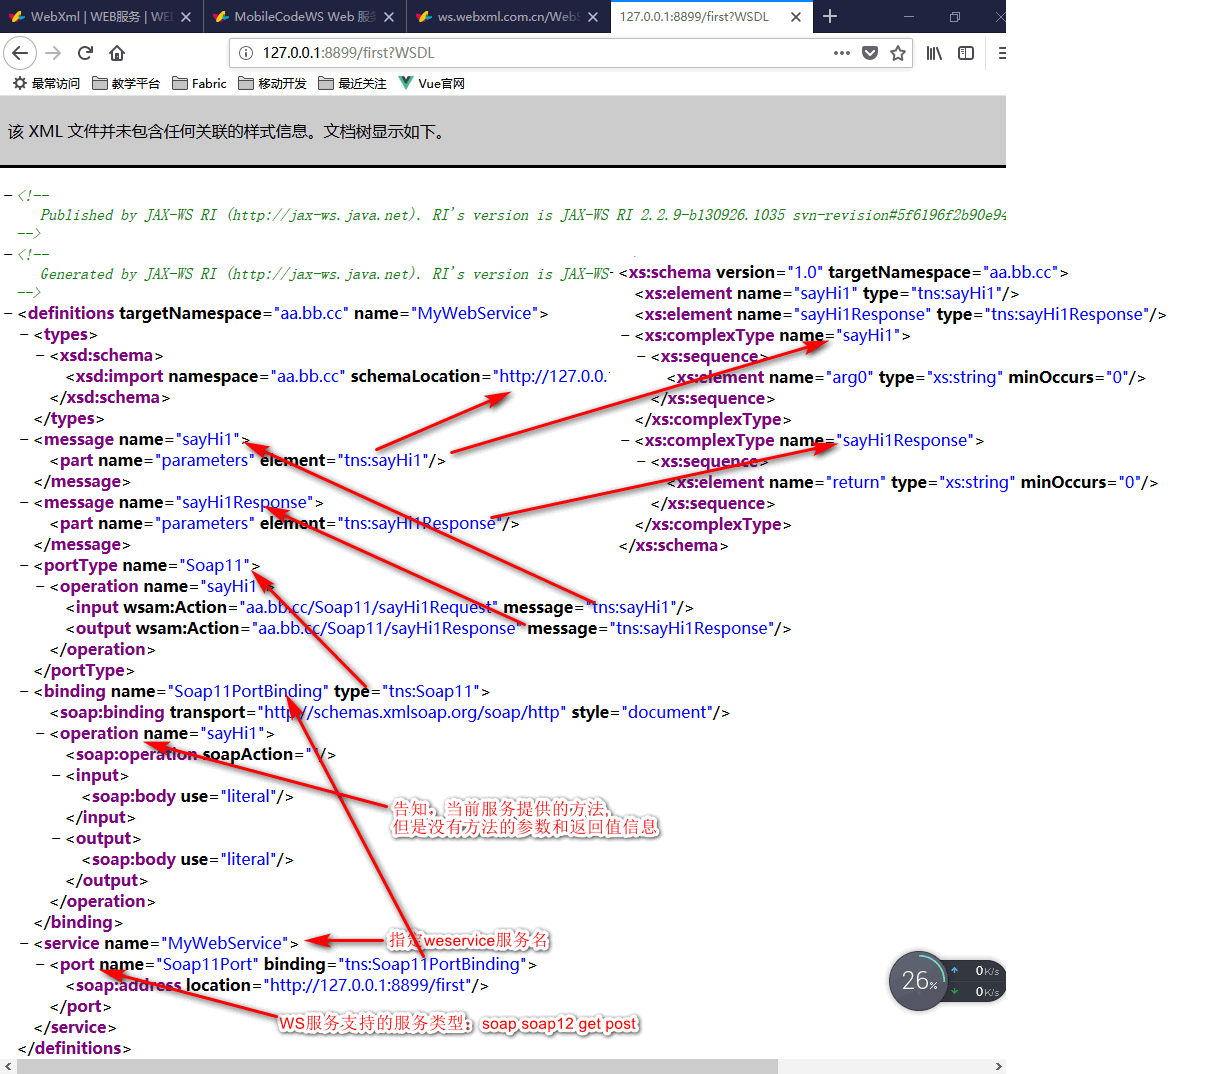 WebXml | WEB服务 | WE
MobileCodeWS Web 服
ws.webxml.com.cn/WebS
127.0.0.1:8899/first?WSDL
127.0.0.1:8899/first?WSDL
最常访问 教学平台 Fabric 移动开发 最近关注 Vue官网
该 XML 文件并未包含任何关联的样式信息。文档树显示如下。
−<!--
Published by JAX-WS RI (http://jax-ws.java.net). RI's version is JAX-WS RI 2.2.9-b130926.1035 svn-revision#5f6196f2b90e94
-->
−<!--
Generated by JAX-WS RI (http://jax-ws.java.net). RI's version is JAX-WS
-->
−<definitions targetNamespace="aa.bb.cc" name="MyWebService">
−<types>
−<xsd:schema>
<xsd:import namespace="aa.bb.cc" schemaLocation="http://127.0.0.
</xsd:schema>
</types>
−<message name="sayHi1">
<part name="parameters" element="tns:sayHi1"/>
</message>
−<message name="sayHi1Response">
<part name="parameters" element="tns:sayHi1Response"/>
</message>
−<portType name="Soap11">
−<operation name="sayHi1">
<input wsam:Action="aa.bb.cc/Soap11/sayHi1Request" message="tns:sayHi1"/>
<output wsam:Action="aa.bb.cc/Soap11/sayHi1Response" message="tns:sayHi1Response"/>
</operation>
</portType>
−<binding name="Soap11PortBinding" type="tns:Soap11">
<soap:binding transport="http://schemas.xmlsoap.org/soap/http" style="document"/>
−<operation name="sayHi1">
<soap:operation soapAction=""/>
−<input>
<soap:body use="literal"/>
</input>
−<output>
<soap:body use="literal"/>
</output>
</operation>
</binding>
−<service name="MyWebService">
−<port name="Soap11Port" binding="tns:Soap11PortBinding">
<soap:address location="http://127.0.0.1:8899/first"/>
</port>
</service>
</definitions>
−<xs:schema version="1.0" targetNamespace="aa.bb.cc">
<xs:element name="sayHi1" type="tns:sayHi1"/>
<xs:element name="sayHi1Response" type="tns:sayHi1Response"/>
−<xs:complexType name="sayHi1">
−<xs:sequence>
<xs:element name="arg0" type="xs:string" minOccurs="0"/>
</xs:sequence>
</xs:complexType>
−<xs:complexType name="sayHi1Response">
−<xs:sequence>
<xs:element name="return" type="xs:string" minOccurs="0"/>
</xs:sequence>
</xs:complexType>
</xs:schema>
告知，当前服务提供的方法,
但是没有方法的参数和返回值信息
指定weservice服务名
WS服务支持的服务类型：soap soap12 get post
26%
0K/s
0K/s